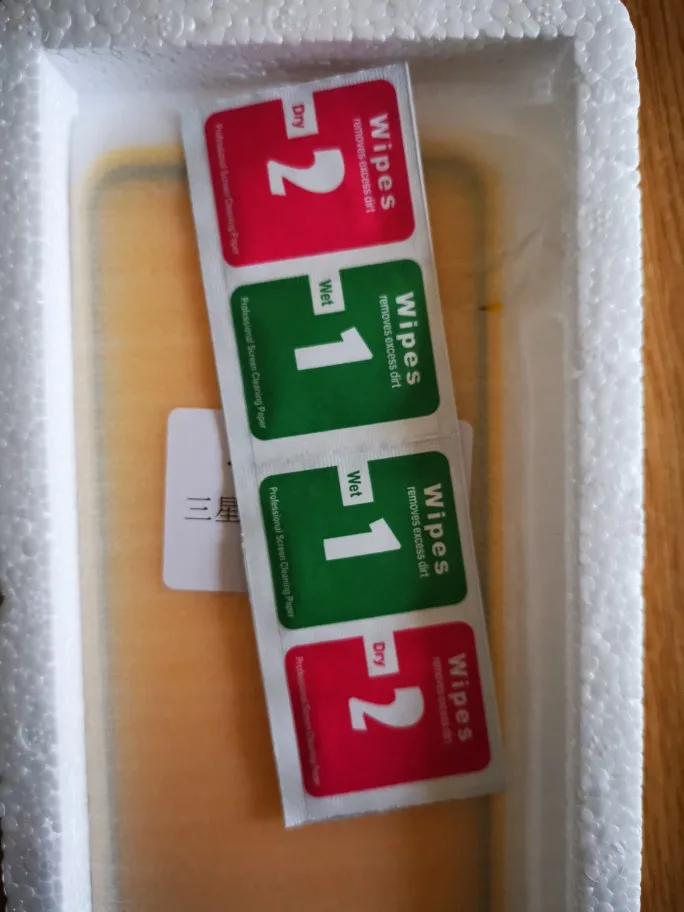 Wipes
removes excess dirt
Dry
2
Professional Screen Cleaning Paper
Wipes
removes excess dirt
Wet
1
Professional Screen Cleaning Paper
Wipes
removes excess dirt
Wet
1
Professional Screen Cleaning Paper
Wipes
removes excess dirt
Dry
2
Professional Screen Cleaning Paper
三星